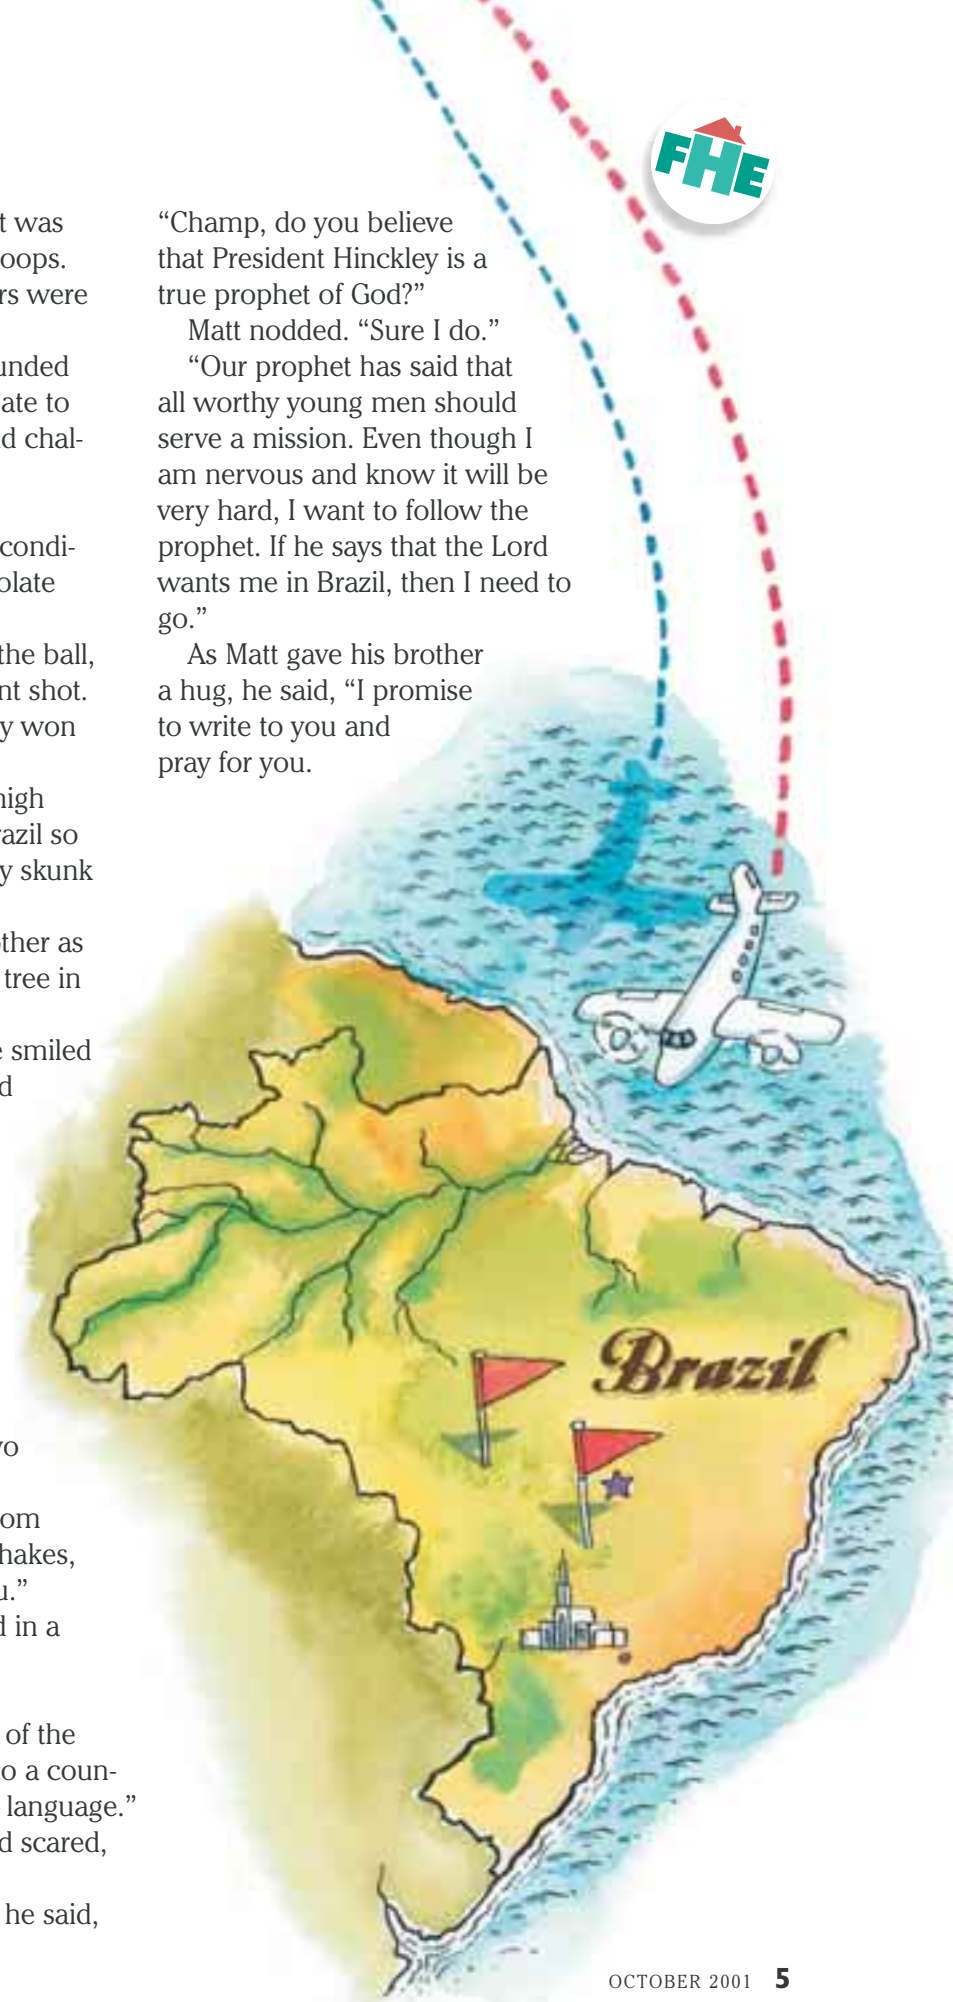 t was
oops.
rs were
unded
ate to
d chal-
condi-
olate
the ball,
nt shot.
y won
high
razil so
y skunk
ther as
tree in
e smiled
d
vo
om
hakes,
u.”
d in a
of the
o a coun-
language.”
d scared,
he said,
“Champ, do you believe
that President Hinckley is a
true prophet of God?”
Matt nodded. “Sure I do.”
“Our prophet has said that
all worthy young men should
serve a mission. Even though I
am nervous and know it will be
very hard, I want to follow the
prophet. If he says that the Lord
wants me in Brazil, then I need to
go.”
As Matt gave his brother
a hug, he said, “I promise
to write to you and
pray for you.
FHE
Brazil
OCTOBER 2001 5